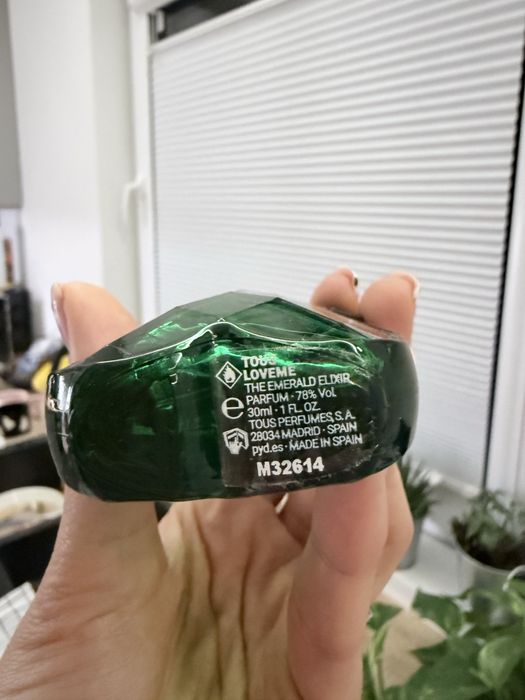 TOUS
LOVEME
THE EMERALD ELIXIR
PARFUM · 78% Vol.
e 30ml · 1 FL. OZ.
TOUS PERFUMES, S.A.
28034 MADRID · SPAIN
pyd.es · MADE IN SPAIN
M32614